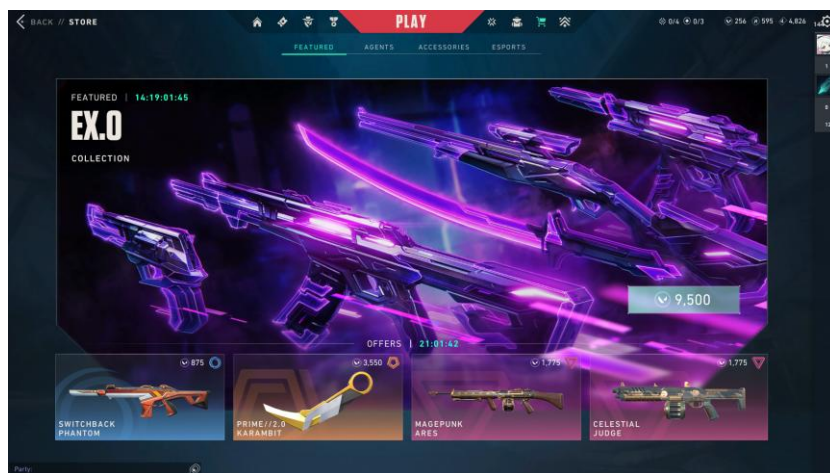 BACK // STORE
PLAY
0/4 0/3
256 595 4,826
FEATURED AGENTS ACCESSORIES ESPORTS
FEATURED | 14:19:01:45
EX.O
COLLECTION
9,500
OFFERS | 21:01:42
875
3,550
1,775
1,775
SWITCHBACK
PHANTOM
PRIME//2.0
KARAMBIT
MAGEPUNK
ARES
CELESTIAL
JUDGE
Party: